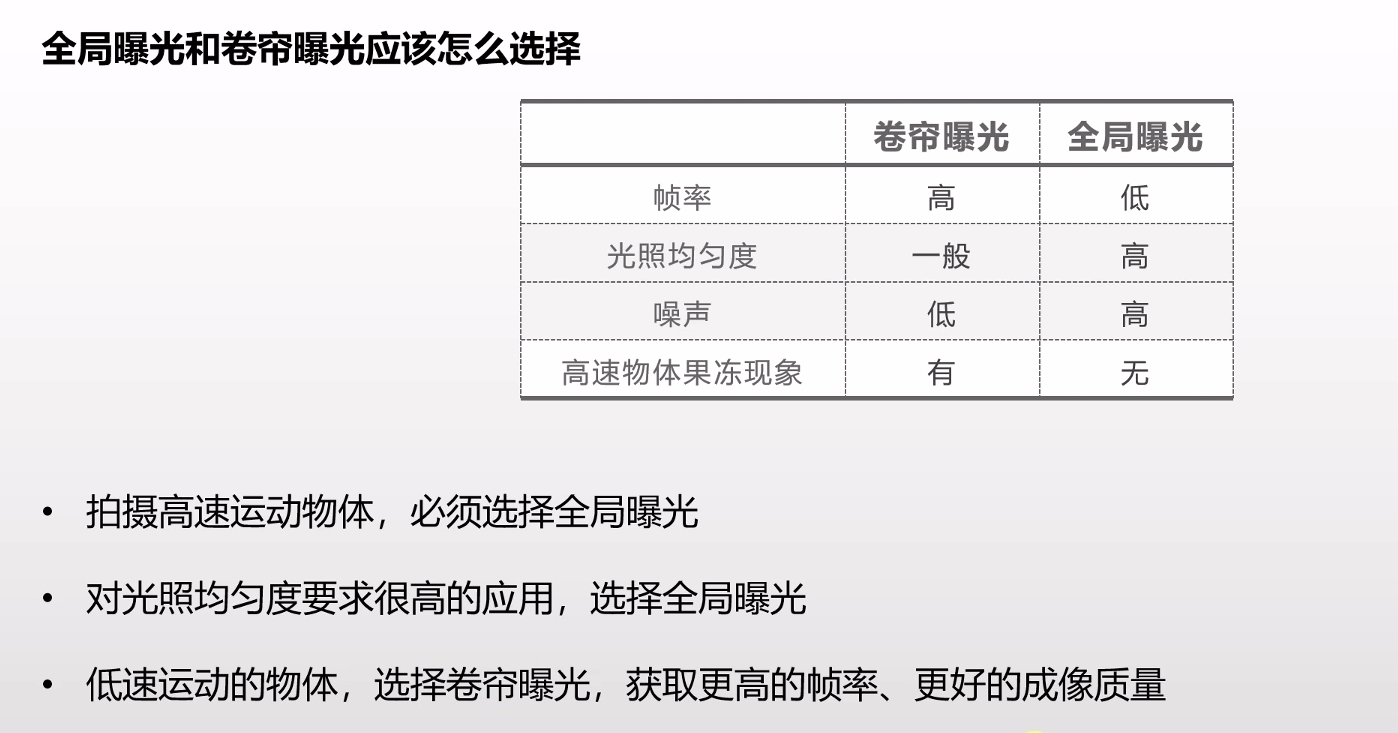 全局曝光和卷帘曝光应该怎么选择
卷帘曝光 全局曝光
帧率 高 低
光照均匀度 一般 高
噪声 低 高
高速物体果冻现象 有 无
• 拍摄高速运动物体，必须选择全局曝光
• 对光照均匀度要求很高的应用，选择全局曝光
• 低速运动的物体，选择卷帘曝光，获取更高的帧率、更好的成像质量